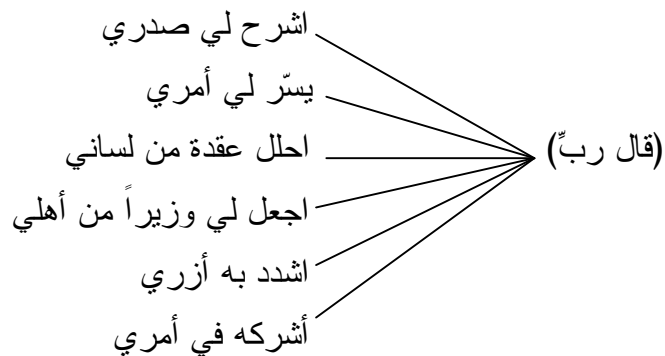 اشرح لي صدري
يسّر لي أمري
(قال ربِّ)
احلل عقدة من لساني
اجعل لي وزيراً من أهلي
اشدد به أزري
أشركه في أمري